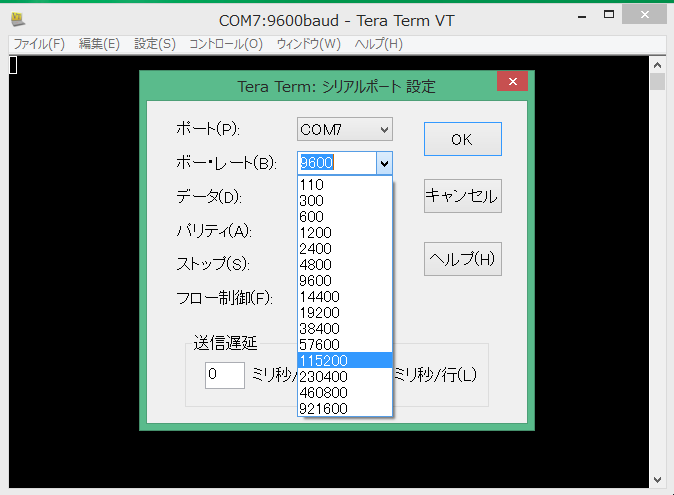 COM7:9600baud - Tera Term VT
ファイル(F) 編集(E) 設定(S) コントロール(O) ウィンドウ(W) ヘルプ(H)
Tera Term: シリアルポート 設定
ポート(P): COM7 OK
ボー・レート(B): 9600
110
データ(D): キャンセル
300
600
パリティ(A): 1200
2400
ストップ(S): 4800 ヘルプ(H)
9600
フロー制御(F): 14400
19200
38400
送信遅延 57600
115200
0 ミリ秒/ 230400 ミリ秒/行(L)
460800
921600